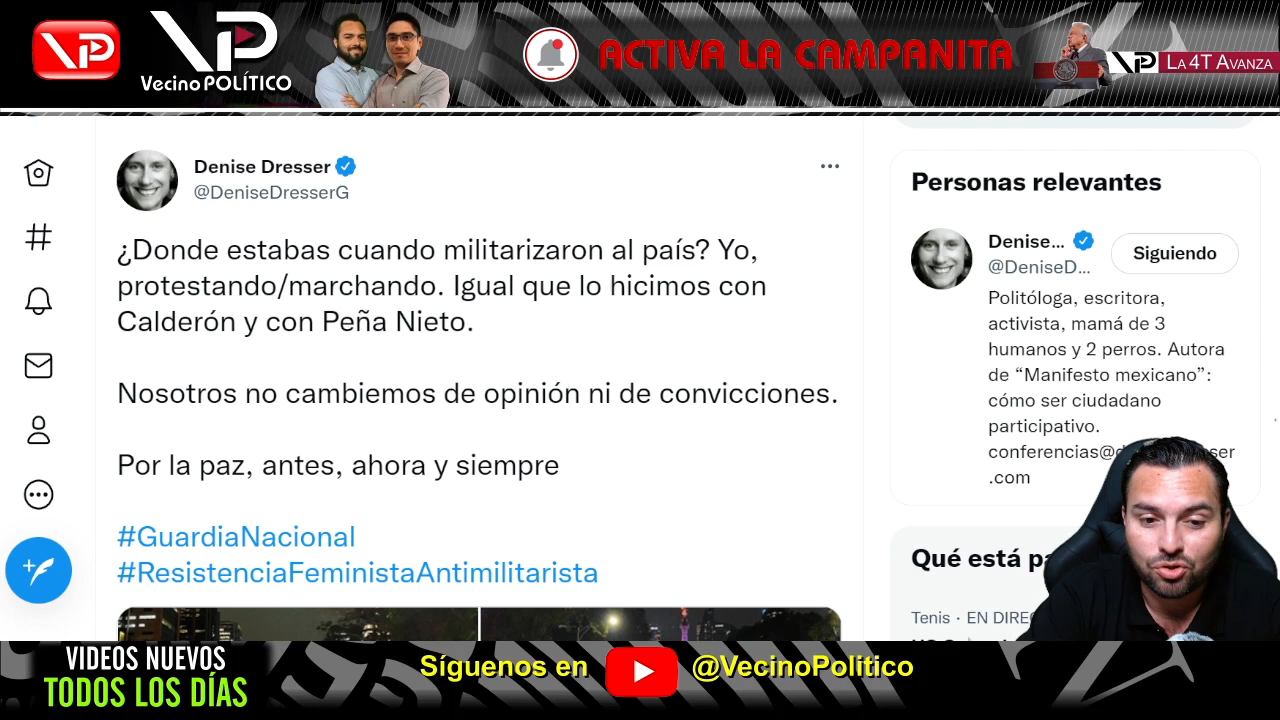 VP
VP
Vecino POLÍTICO
ACTIVA LA CAMPANITA
VP LA 4T AVANZA
Denise Dresser
@DeniseDresserG
¿Donde estabas cuando militarizaron al país? Yo,
protestando/marchando. Igual que lo hicimos con
Calderón y con Peña Nieto.
Nosotros no cambiemos de opinión ni de convicciones.
Por la paz, antes, ahora y siempre
#GuardiaNacional
#ResistenciaFeministaAntimilitarista
Personas relevantes
Denise...
@DeniseD...
Siguiendo
Politóloga, escritora,
activista, mamá de 3
humanos y 2 perros. Autora
de “Manifesto mexicano”:
cómo ser ciudadano
participativo.
.com
Qué está
Tenis · EN
VIDEOS NUEVOS
TODOS LOS DÍAS
Síguenos en
@VecinoPolitico